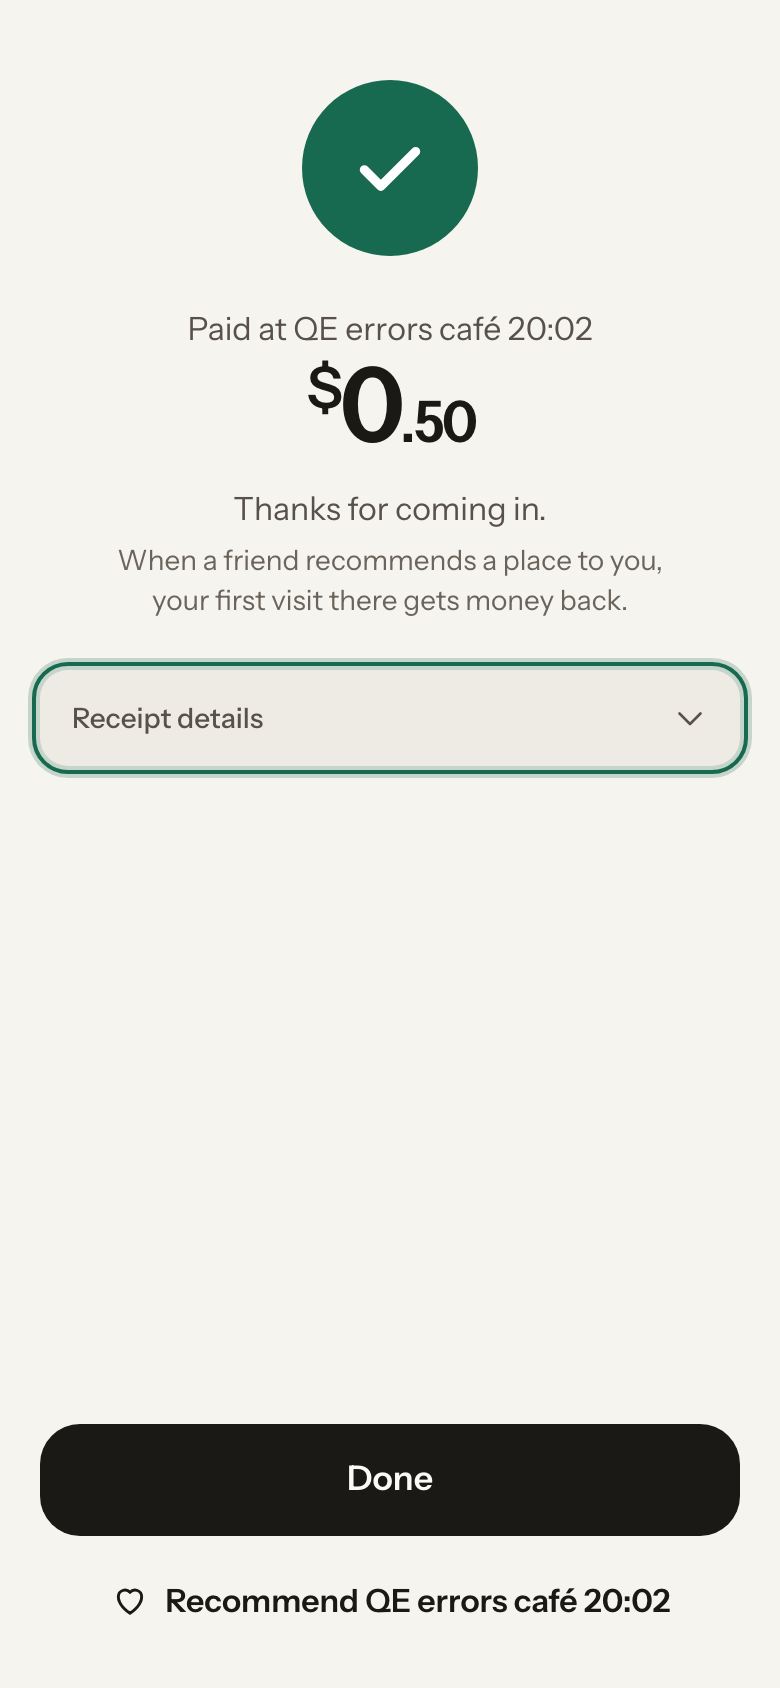 Paid at QE errors café 20:02
$0.50
Thanks for coming in.
When a friend recommends a place to you,
your first visit there gets money back.
Receipt details
Done
Recommend QE errors café 20:02